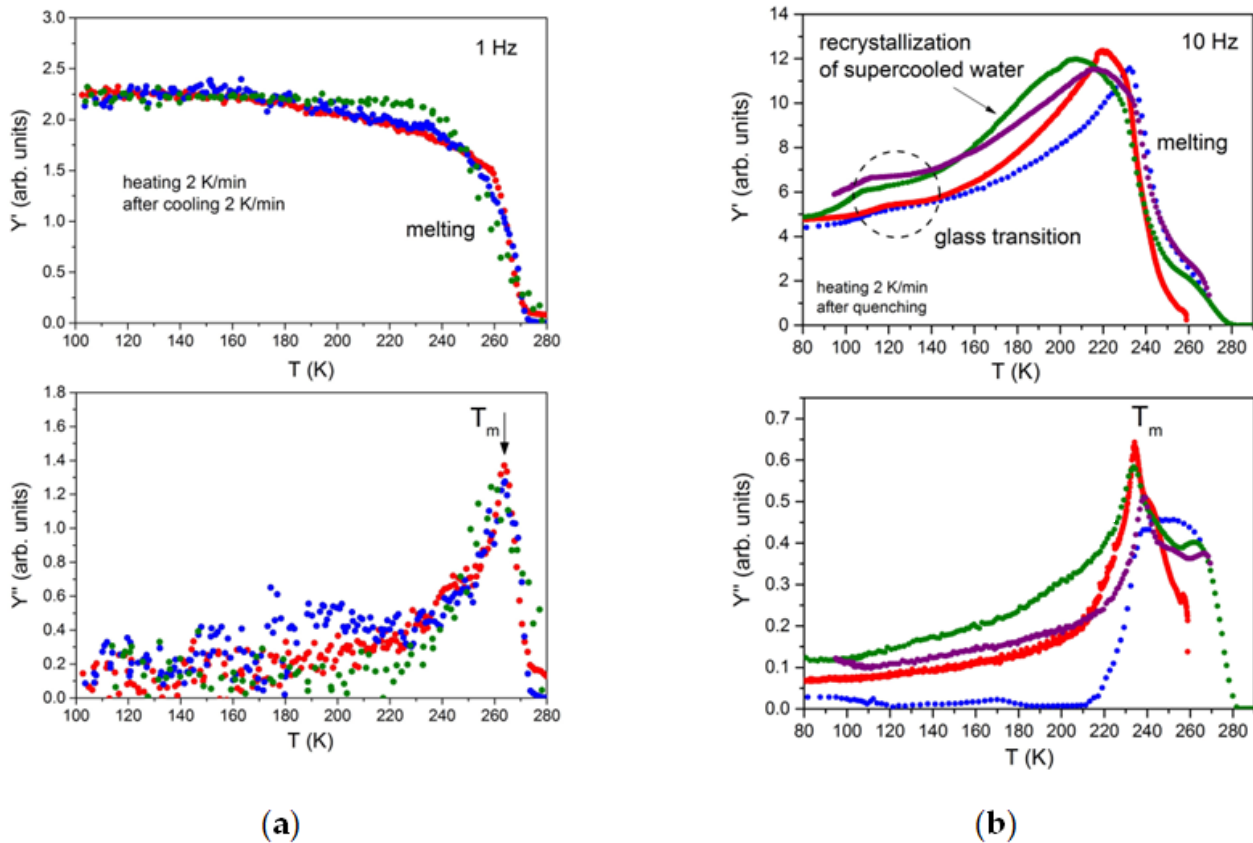 1 Hz
3.0
2.5
2.0
1.5
1.0
0.5
0.0
Y' (arb. units)
heating 2 K/min
after cooling 2 K/min
melting
100 120 140 160 180 200 220 240 260 280
T (K)
14
12
10
8
6
4
2
0
Y' (arb. units)
10 Hz
recrystallization
of supercooled water
melting
glass transition
heating 2 K/min
after quenching
80 100 120 140 160 180 200 220 240 260 280
T (K)
1.8
1.6
1.4
1.2
1.0
0.8
0.6
0.4
0.2
0.0
Y" (arb. units)
Tm
100 120 140 160 180 200 220 240 260 280
T (K)
0.7
0.6
0.5
0.4
0.3
0.2
0.1
0.0
Y" (arb. units)
Tm
80 100 120 140 160 180 200 220 240 260 280
T (K)
(a)
(b)